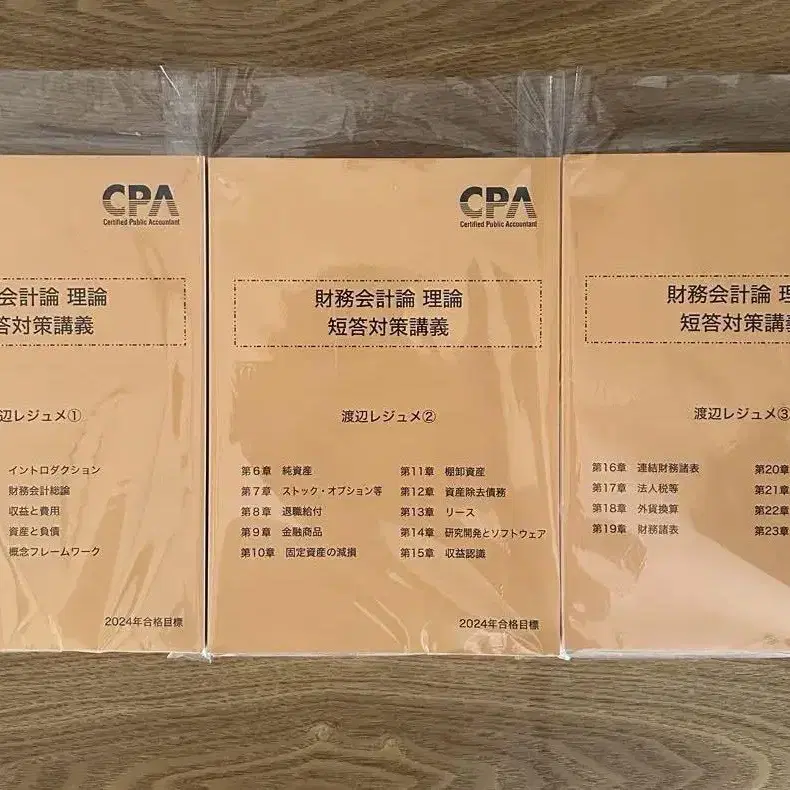 CPA
Certified Public Accountant
会計論 理論
答対策講義
辺レジュメ①
イントロダクション
財務会計総論
収益と費用
資産と負債
概念フレームワーク
2024年合格目標
CPA
Certified Public Accountant
財務会計論 理論
短答対策講義
渡辺レジュメ②
第6章 純資産
第7章 ストック・オプション等
第8章 退職給付
第9章 金融商品
第10章 固定資産の減損
第11章 棚卸資産
第12章 資産除去債務
第13章 リース
第14章 研究開発とソフトウェア
第15章 収益認識
2024年合格目標
財務会計論 理
短答対策講
渡辺レジュメ③
第16章 連結財務諸表
第17章 法人税等
第18章 外貨換算
第19章 財務諸表
第20章
第21章
第22章
第23章